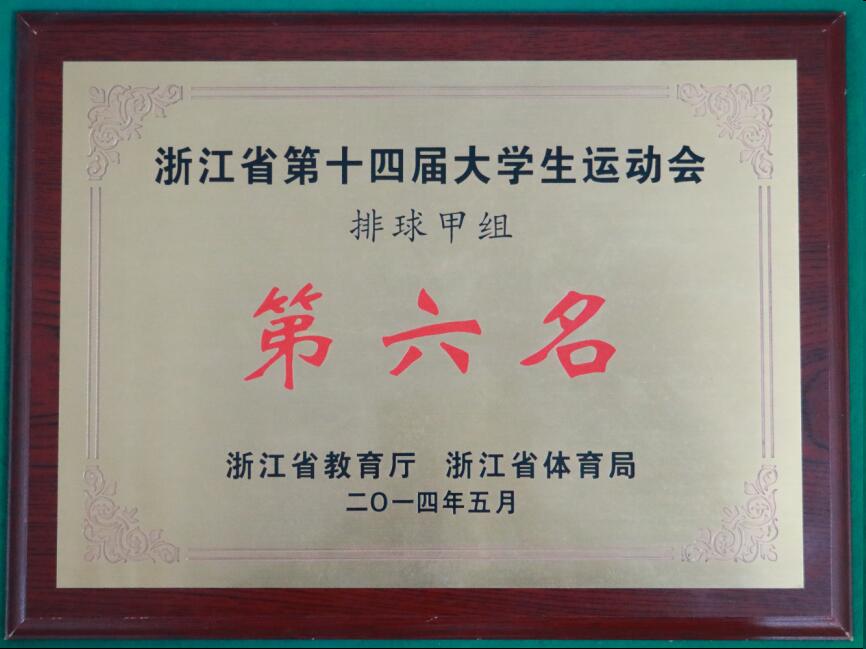 浙江省第十四届大学生运动会
排球甲组
第六名
浙江省教育厅 浙江省体育局
二〇一四年五月